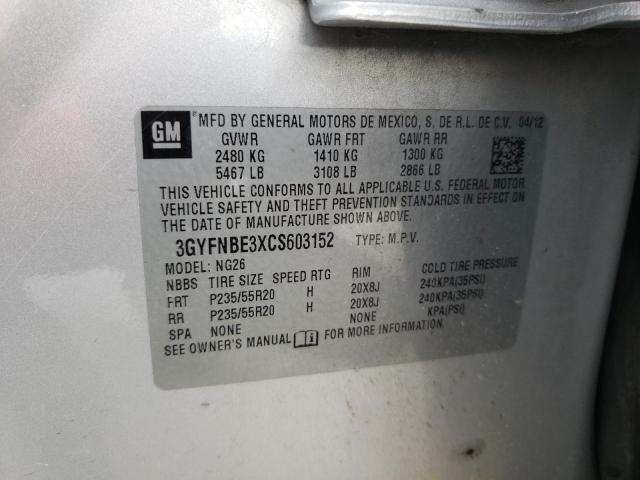 GM
® MFD BY GENERAL MOTORS DE MEXICO, S. DE R.L. DE C.V. 04/12
GVWR GAWR FRT GAWR RR
2480 KG 1410 KG 1300 KG
5467 LB 3108 LB 2866 LB
THIS VEHICLE CONFORMS TO ALL APPLICABLE U.S. FEDERAL MOTOR
VEHICLE SAFETY AND THEFT PREVENTION STANDARDS IN EFFECT ON
THE DATE OF MANUFACTURE SHOWN ABOVE.
3GYFNBE3XCS603152 TYPE: M.P.V.
MODEL: NG26
NBBS TIRE SIZE SPEED RTG RIM COLD TIRE PRESSURE
FRT P235/55R20 H 20X8J 240KPA(35PSI)
RR P235/55R20 H 20X8J 240KPA(35PSI)
SPA NONE NONE KPA(PSI)
SEE OWNER'S MANUAL FOR MORE INFORMATION.